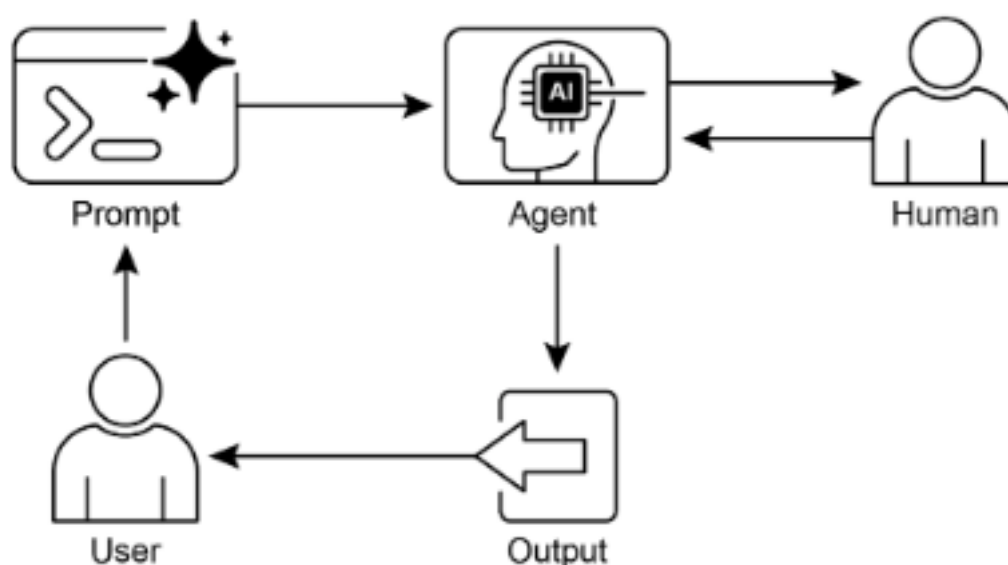 AI
Prompt
Agent
Human
User
Output